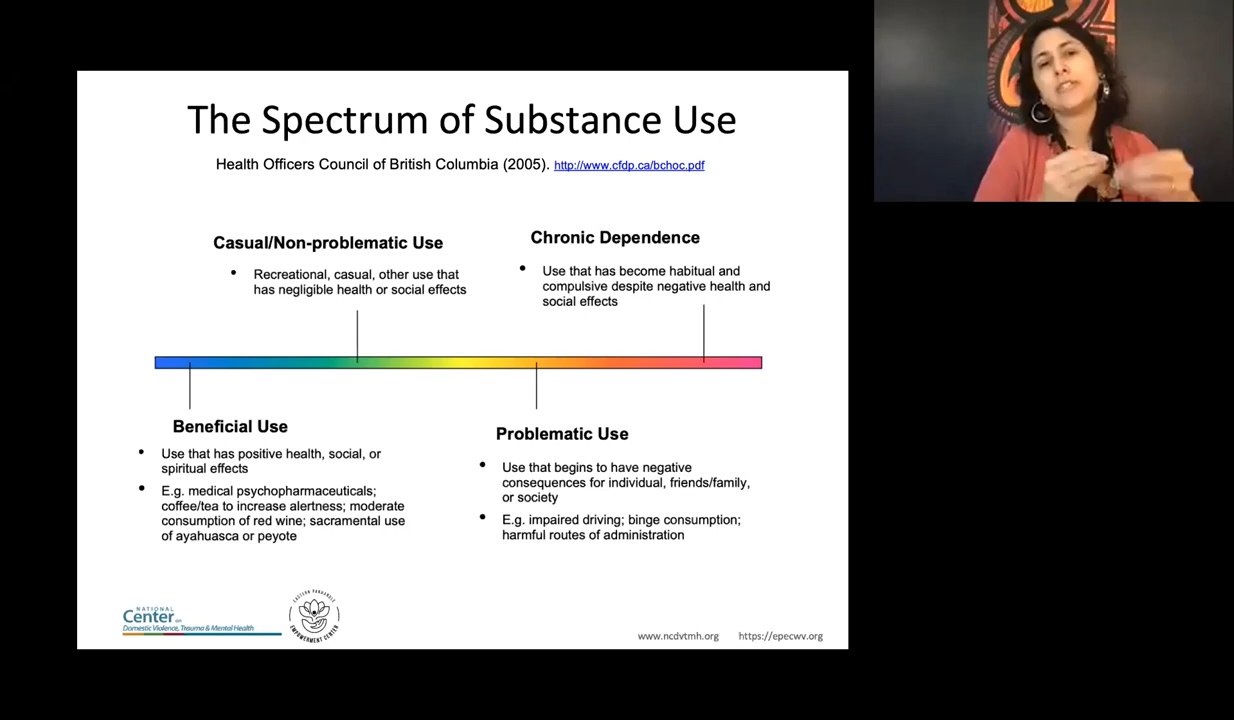 The Spectrum of Substance Use
Health Officers Council of British Columbia (2005). http://www.cfdp.ca/bchoc.pdf
Casual/Non-problematic Use
• Recreational, casual, other use that
has negligible health or social effects
Chronic Dependence
• Use that has become habitual and
compulsive despite negative health and
social effects
Beneficial Use
• Use that has positive health, social, or
spiritual effects
• E.g. medical psychopharmaceuticals;
coffee/tea to increase alertness; moderate
consumption of red wine; sacramental use
of ayahuasca or peyote
Problematic Use
• Use that begins to have negative
consequences for individual, friends/family,
or society
• E.g. impaired driving; binge consumption;
harmful routes of administration
NATIONAL
Center on
Domestic Violence, Trauma & Mental Health
EASTERN PANHANDLE
EMPOWERMENT CENTER
www.ncdvtmh.org https://epecwv.org